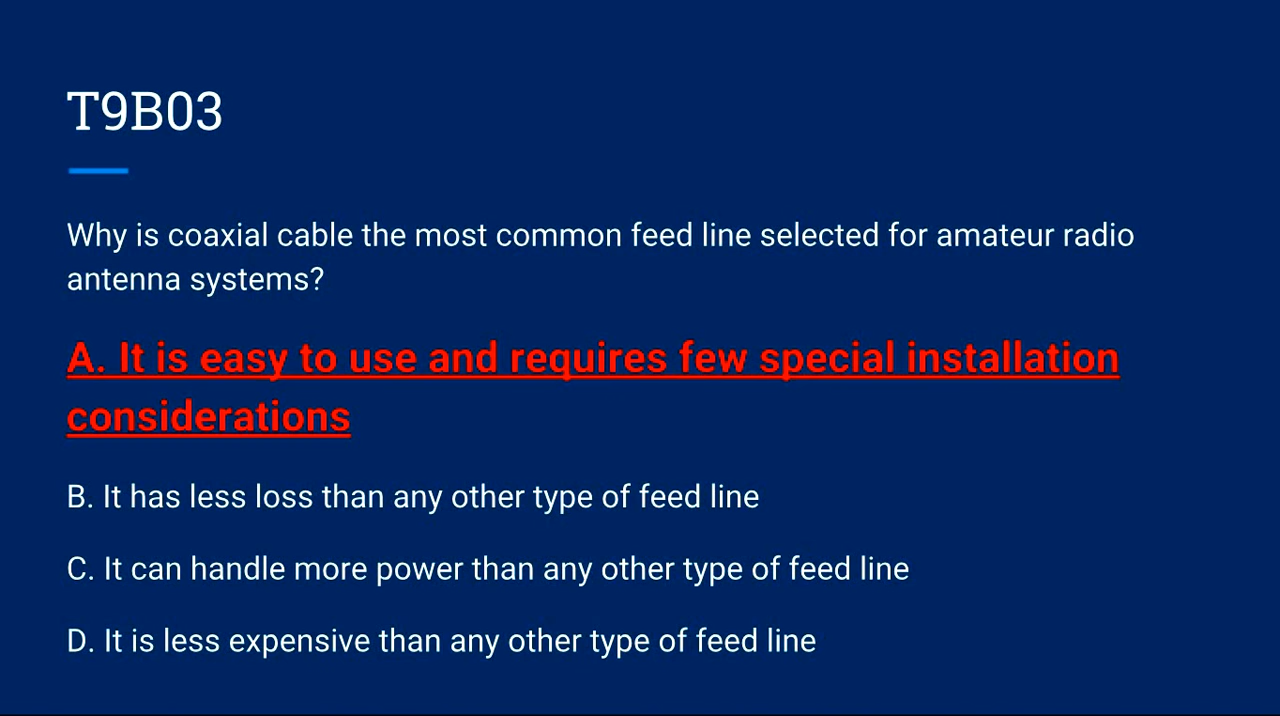 T9B03
Why is coaxial cable the most common feed line selected for amateur radio
antenna systems?
A. It is easy to use and requires few special installation
considerations
B. It has less loss than any other type of feed line
C. It can handle more power than any other type of feed line
D. It is less expensive than any other type of feed line